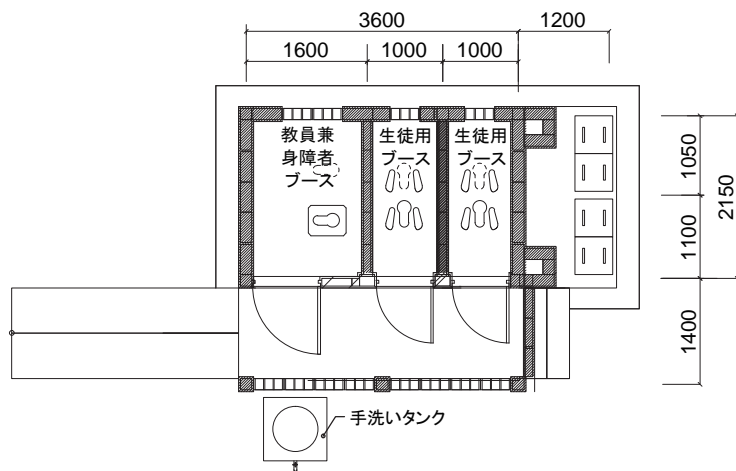 3600
1200
1600
1000
1000
教員兼
身障者
ブース
生徒用
ブース
生徒用
ブース
1050
1100
2150
1400
手洗いタンク